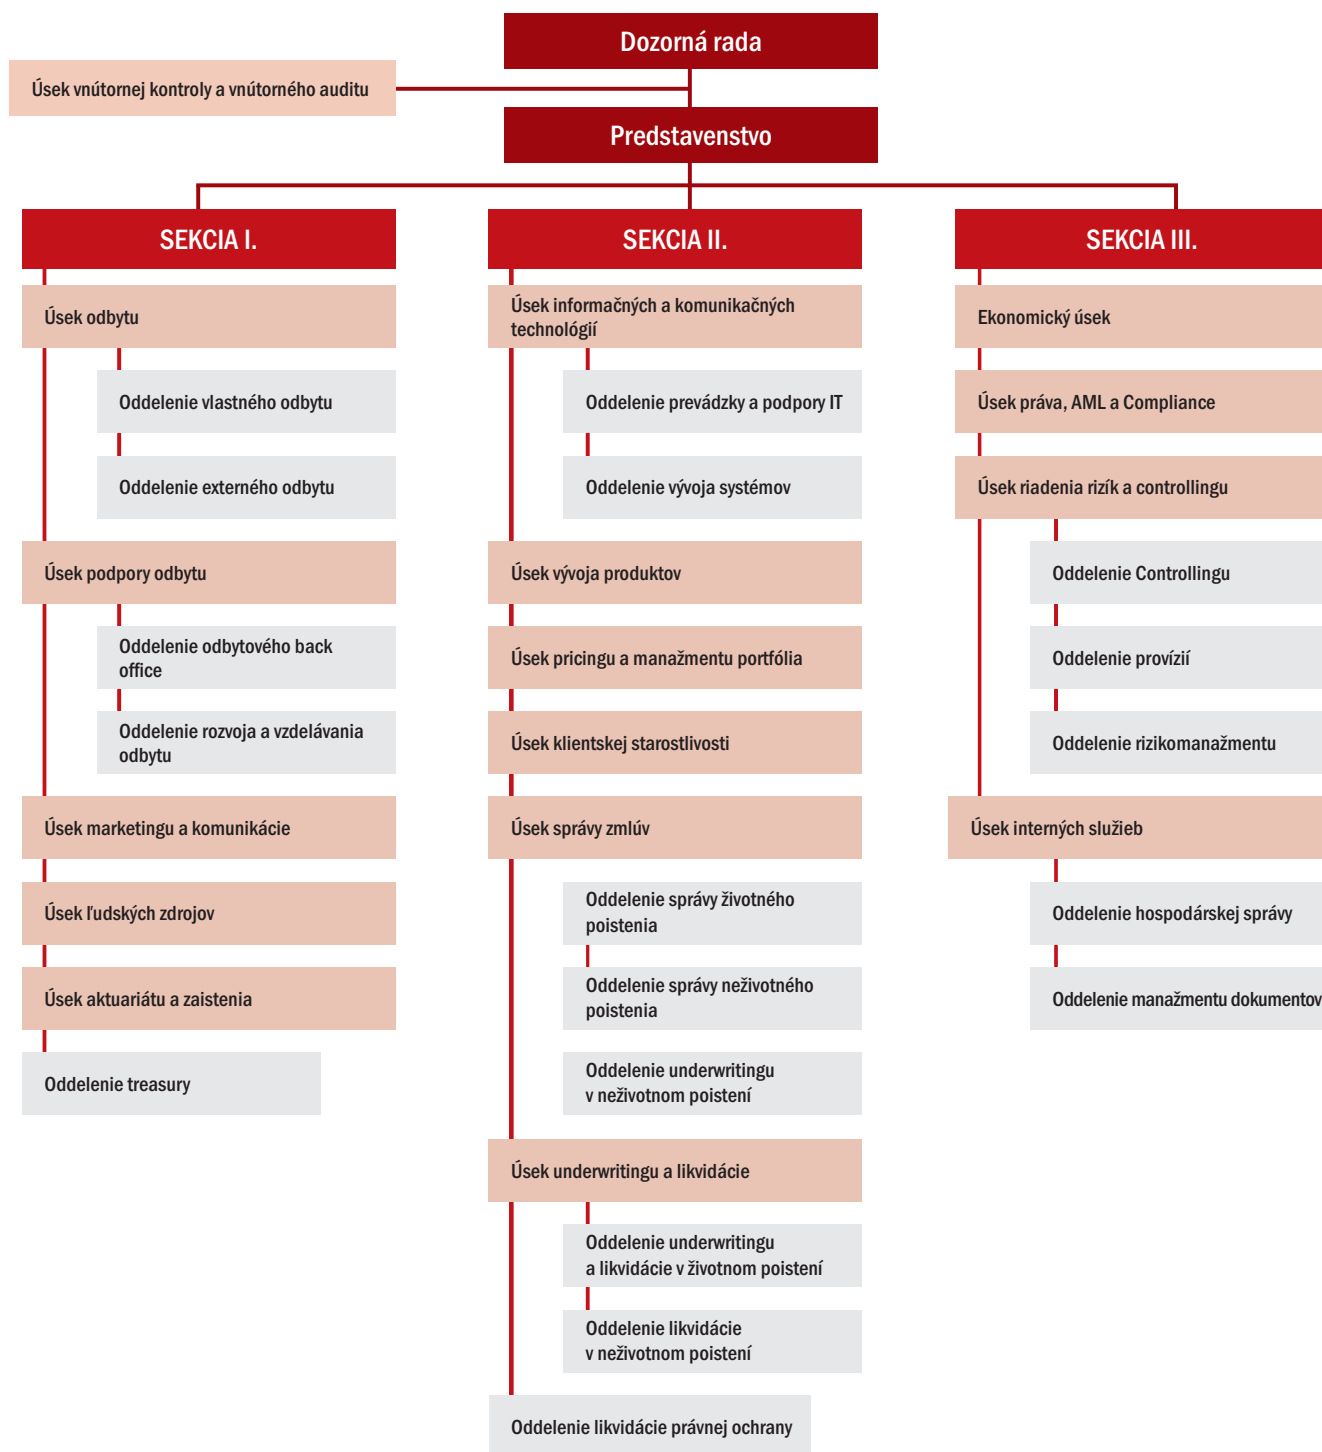 Dozorná rada
Úsek vnútornej kontroly a vnútorného auditu
Predstavenstvo
SEKCIA I.
Úsek odbytu
Oddelenie vlastného odbytu
Oddelenie externého odbytu
Úsek podpory odbytu
Oddelenie odbytového back
office
Oddelenie rozvoja a vzdelávania
odbytu
Úsek marketingu a komunikácie
Úsek ľudských zdrojov
Úsek aktuariátu a zaistenia
Oddelenie treasury
SEKCIA II.
Úsek informačných a komunikačných
technológií
Oddelenie prevádzky a podpory IT
Oddelenie vývoja systémov
Úsek vývoja produktov
Úsek pricingu a manažmentu portfólia
Úsek klientskej starostlivosti
Úsek správy zmlúv
Oddelenie správy životného
poistenia
Oddelenie správy neživotného
poistenia
Oddelenie underwritingu
v neživotnom poistení
Úsek underwritingu a likvidácie
Oddelenie underwritingu
a likvidácie v životnom poistení
Oddelenie likvidácie
v neživotnom poistení
Oddelenie likvidácie právnej ochrany
SEKCIA III.
Ekonomický úsek
Úsek práva, AML a Compliance
Úsek riadenia rizík a controllingu
Oddelenie Controllingu
Oddelenie provízií
Oddelenie rizikomanažmentu
Úsek interných služieb
Oddelenie hospodárskej správy
Oddelenie manažmentu dokumentov